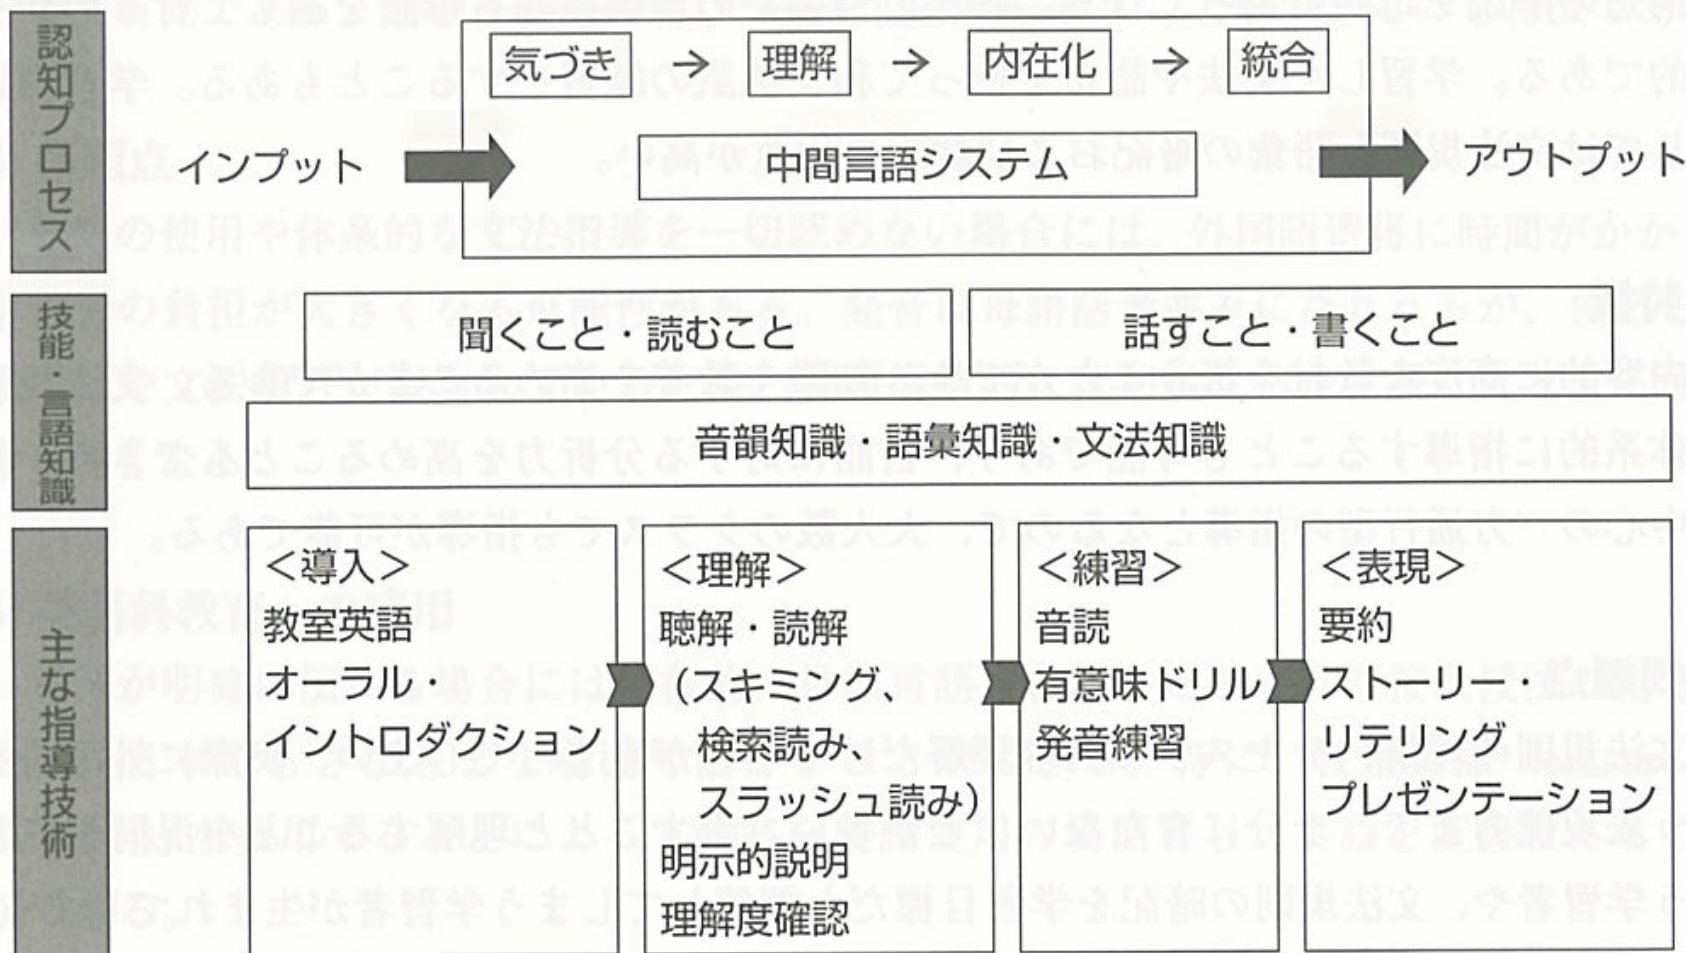 認知プロセス
気づき → 理解 → 内在化 → 統合
インプット
中間言語システム
アウトプット
技能・言語知識
聞くこと・読むこと
話すこと・書くこと
音韻知識・語彙知識・文法知識
主な指導技術
＜導入＞
教室英語
オーラル・
イントロダクション
＜理解＞
聴解・読解
（スキミング、
検索読み、
スラッシュ読み）
明示的説明
理解度確認
＜練習＞
音読
有意味ドリル
発音練習
＜表現＞
要約
ストーリー・
リテリング
プレゼンテーション